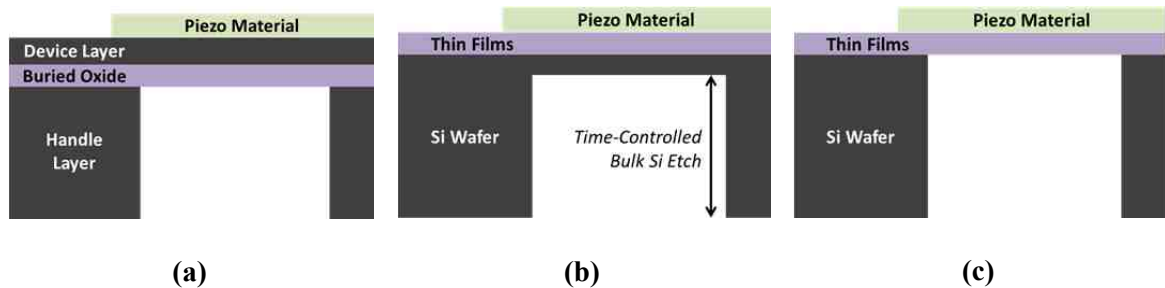 Piezo Material
Device Layer
Buried Oxide
Handle
Layer
(a)
Piezo Material
Thin Films
Si Wafer
Time-Controlled
Bulk Si Etch
(b)
Piezo Material
Thin Films
Si Wafer
(c)